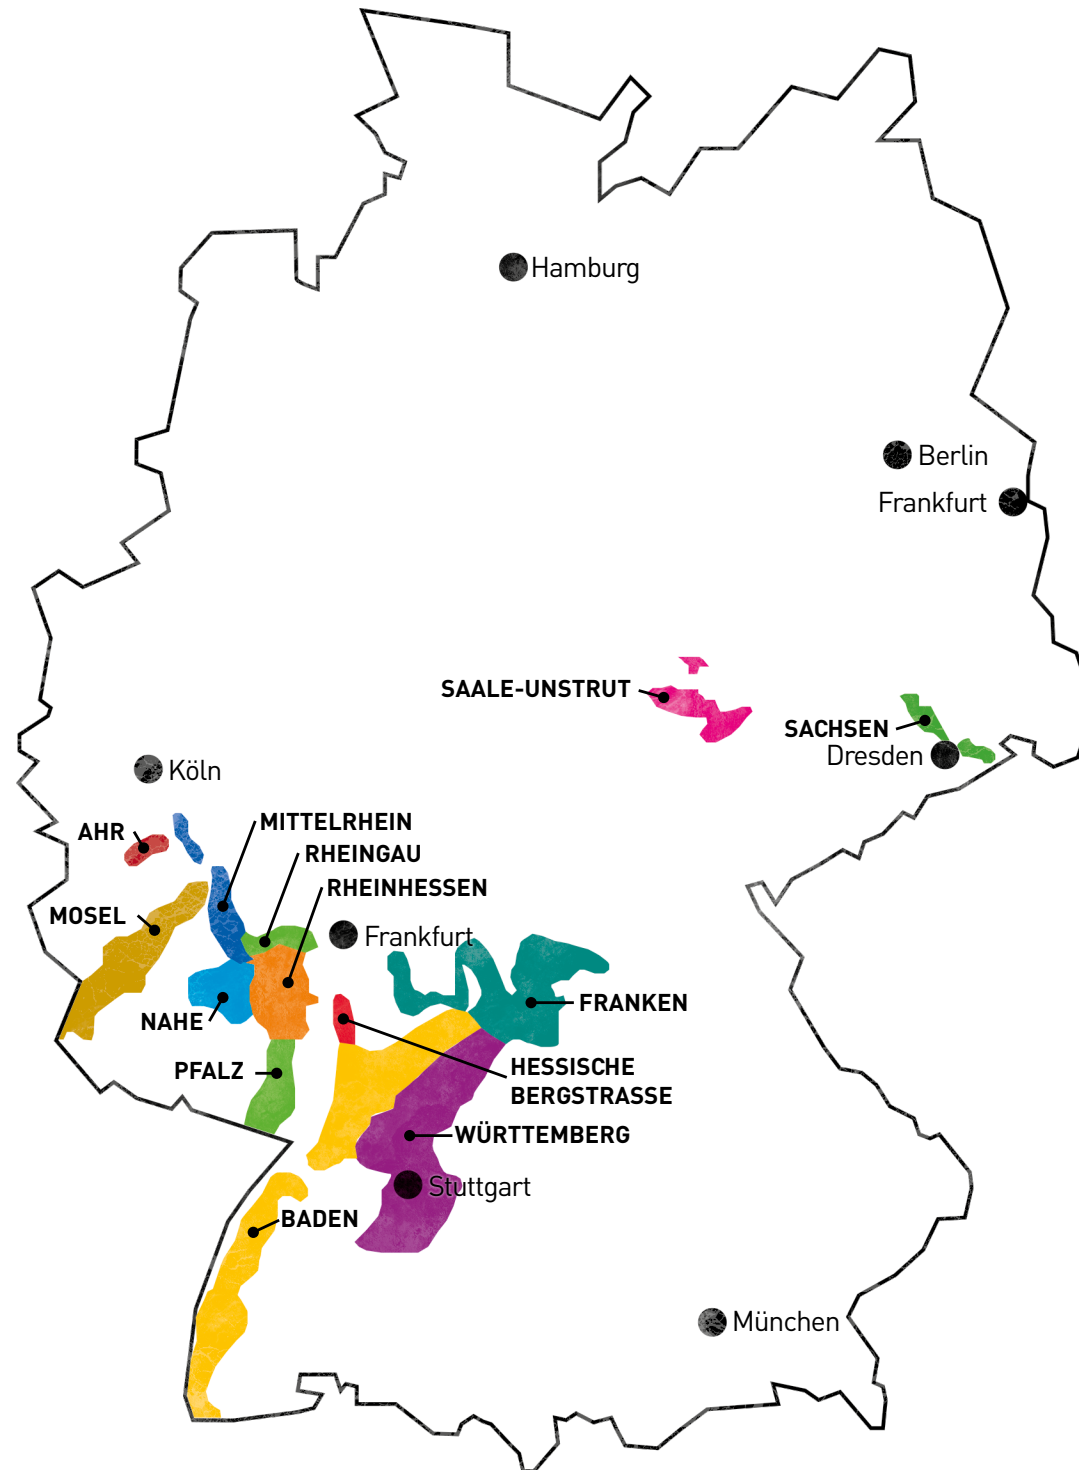 Hamburg
Berlin
Frankfurt
SAALE-UNSTRUT
SACHSEN
Dresden
Köln
AHR
MITTELRHEIN
RHEINGAU
RHEINHESSEN
MOSEL
Frankfurt
FRANKEN
NAHE
PFALZ
HESSISCHE
BERGSTRASSE
WÜRTTEMBERG
Stuttgart
BADEN
München